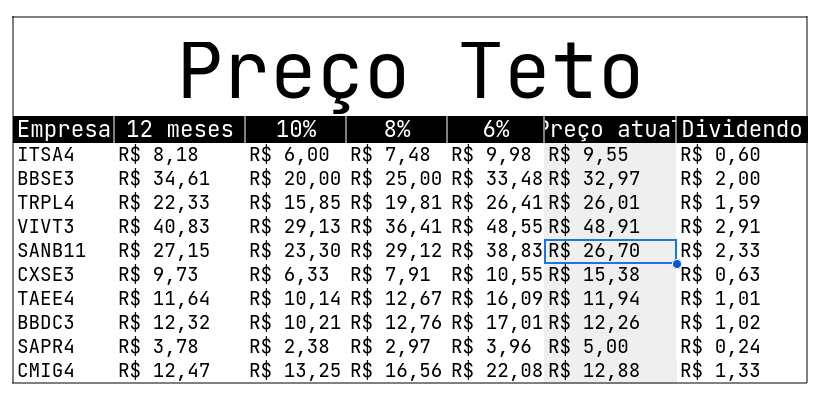 Preço Teto
Empresa 12 meses 10% 8% 6% Preço atual Dividendo
ITSA4 R$ 8,18 R$ 6,00 R$ 7,48 R$ 9,98 R$ 9,55 R$ 0,60
BBSE3 R$ 34,61 R$ 20,00 R$ 25,00 R$ 33,48 R$ 32,97 R$ 2,00
TRPL4 R$ 22,33 R$ 15,85 R$ 19,81 R$ 26,41 R$ 26,01 R$ 1,59
VIVT3 R$ 40,83 R$ 29,13 R$ 36,41 R$ 48,55 R$ 48,91 R$ 2,91
SANB11 R$ 27,15 R$ 23,30 R$ 29,12 R$ 38,83 R$ 26,70 R$ 2,33
CXSE3 R$ 9,73 R$ 6,33 R$ 7,91 R$ 10,55 R$ 15,38 R$ 0,63
TAEE4 R$ 11,64 R$ 10,14 R$ 12,67 R$ 16,09 R$ 11,94 R$ 1,01
BBDC3 R$ 12,32 R$ 10,21 R$ 12,76 R$ 17,01 R$ 12,26 R$ 1,02
SAPR4 R$ 3,78 R$ 2,38 R$ 2,97 R$ 3,96 R$ 5,00 R$ 0,24
CMIG4 R$ 12,47 R$ 13,25 R$ 16,56 R$ 22,08 R$ 12,88 R$ 1,33